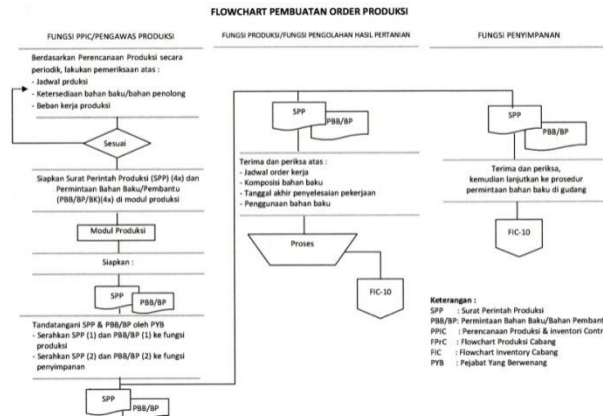 FLOWCHART PEMBUATAN ORDER PRODUKSI
FUNGSI PPIC/PENGAWAS PRODUKSI
Berdasarkan Perencanaan Produksi secara
periodik, lakukan pemeriksaan atas :
- Jadwal prduksi
- Ketersediaan bahan baku/bahan penolong
- Beban kerja produksi
Sesuai
Siapkan Surat Perintah Produksi (SPP) (4x) dan
Permintaan Bahan Baku/Pembantu
(PBB/BP/BK)(4x) di modul produksi
Modul Produksi
Siapkan :
SPP
PBB/BP
Tandatangani SPP & PBB/BP oleh PYB
- Serahkan SPP (1) dan PBB/BP (1) ke fungsi
produksi
- Serahkan SPP (2) dan PBB/BP (2) ke fungsi
penyimpanan
SPP
PBB/BP
FUNGSI PRODUKSI/FUNGSI PENGOLAHAN HASIL PERTANIAN
SPP
PBB/BP
Terima dan periksa atas :
- Jadwal order kerja
- Komposisi bahan baku
- Tanggal akhir penyelesaian pekerjaan
- Penggunaan bahan baku
Proses
FIC-10
FUNGSI PENYIMPANAN
SPP
PBB/BP
Terima dan periksa,
kemudian lanjutkan ke prosedur
permintaan bahan baku di gudang
FIC-10
Keterangan :
SPP : Surat Perintah Produksi
PBB/BP: Permintaan Bahan Baku/Bahan Pembant
PPIC : Perencanaan Produksi & inventori Contr
FPrC : Flowchart Produksi Cabang
FIC : Flowchart Inventory Cabang
PYB : Pejabat Yang Berwenang